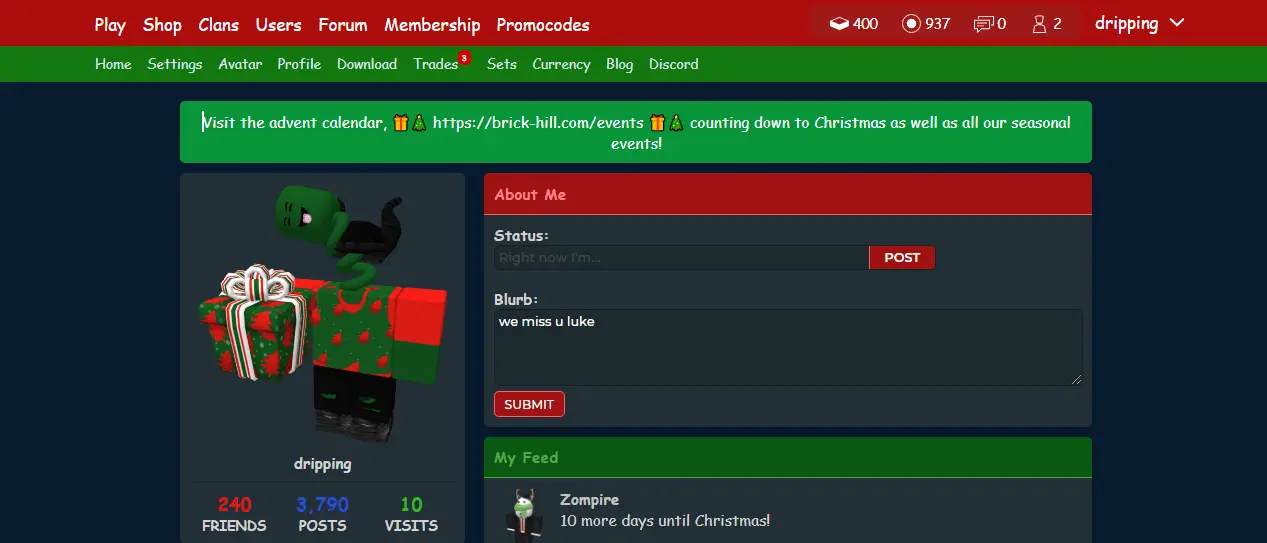 Play Shop Clans Users Forum Membership Promocodes 400 937 0 2 dripping
Home Settings Avatar Profile Download Trades 3 Sets Currency Blog Discord
Visit the advent calendar, 🎁🎄 https://brick-hill.com/events 🎁🎄 counting down to Christmas as well as all our seasonal
events!
About Me
Status:
Right now I'm...
POST
Blurb:
we miss u luke
SUBMIT
dripping
240 3,790 10
FRIENDS POSTS VISITS
My Feed
Zompire
10 more days until Christmas!